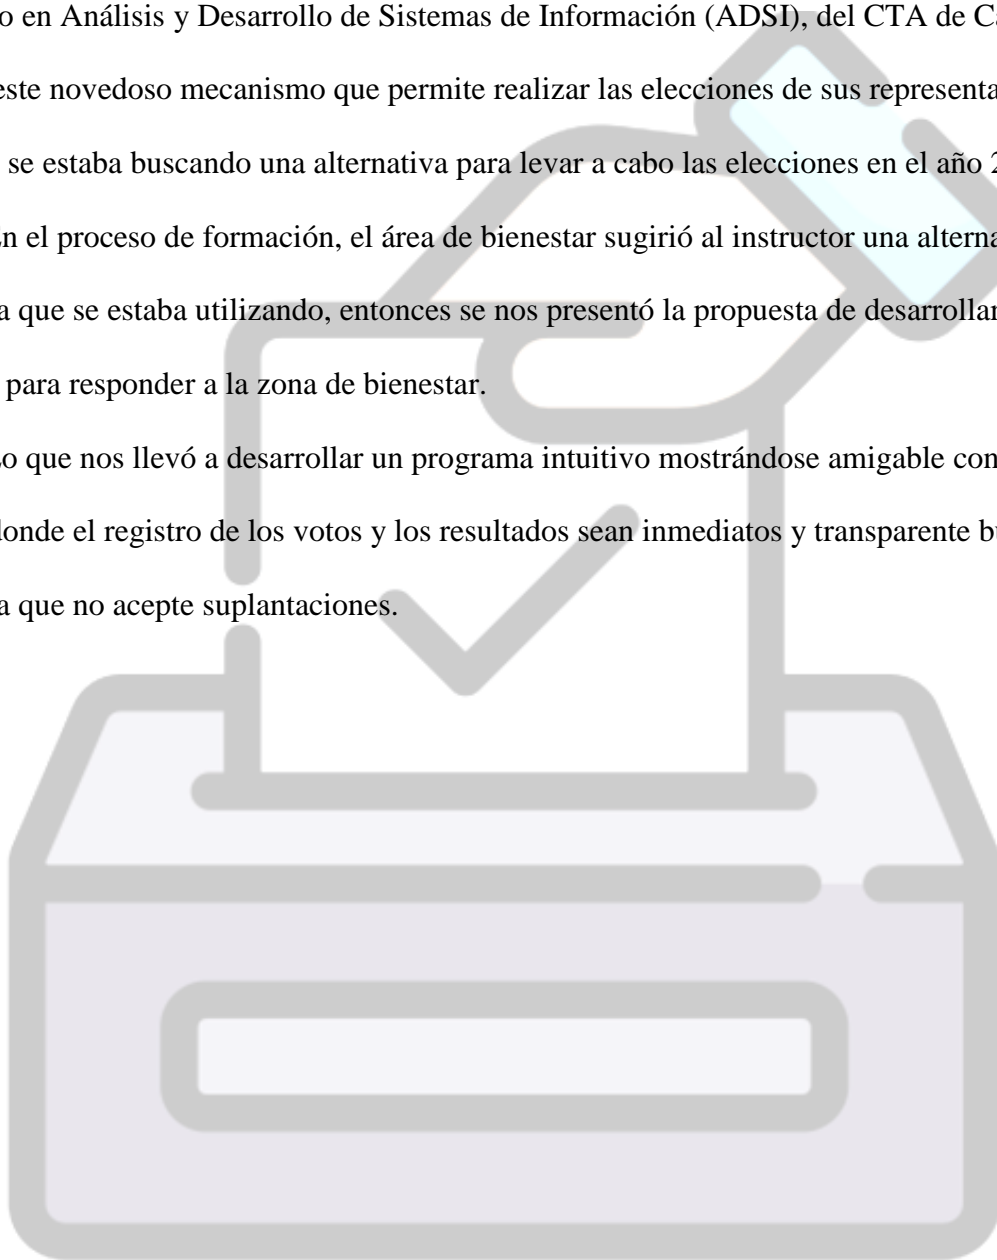 en Análisis y Desarrollo de Sistemas de Información (ADSI), del CTA de
este novedoso mecanismo que permite realizar las elecciones de sus
se estaba buscando una alternativa para levar a cabo las elecciones en el año
el proceso de formación, el área de bienestar sugirió al instructor una
que se estaba utilizando, entonces se nos presentó la propuesta de desarrollar
para responder a la zona de bienestar.
que nos llevó a desarrollar un programa intuitivo mostrándose amigable con
donde el registro de los votos y los resultados sean inmediatos y transparente
que no acepte suplantaciones.